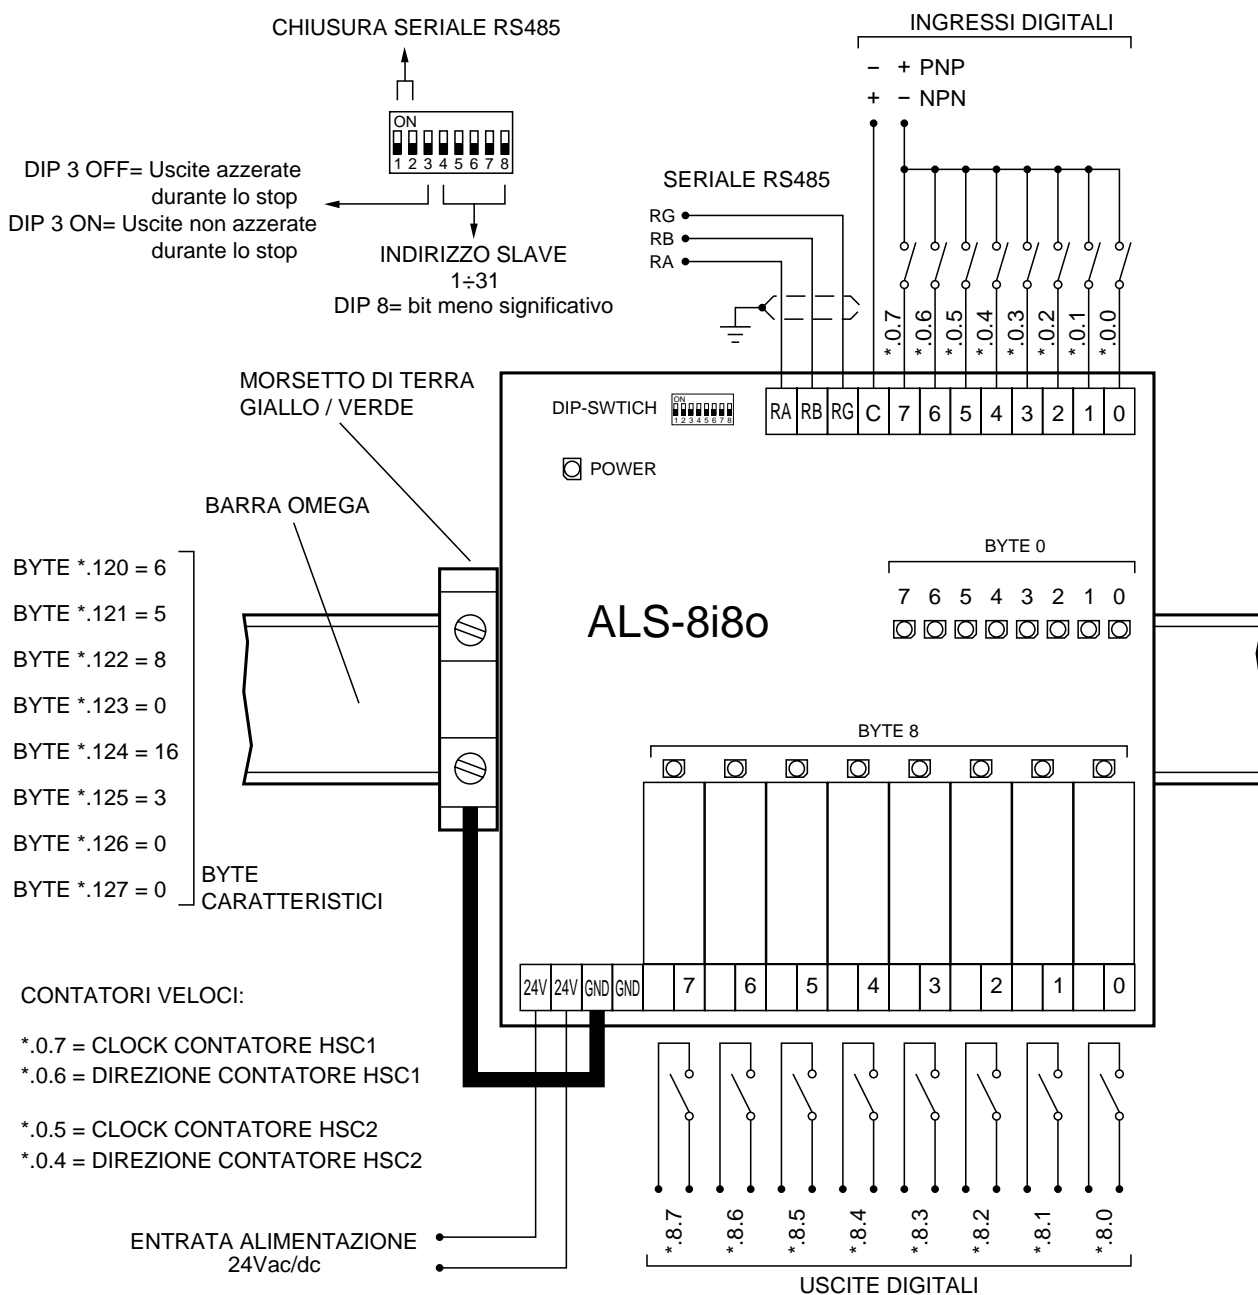 CHIUSURA SERIALE RS485
INGRESSI DIGITALI
− + PNP
+ − NPN
ON
1 2 3 4 5 6 7 8
DIP 3 OFF= Uscite azzerate
durante lo stop
DIP 3 ON= Uscite non azzerate
durante lo stop
INDIRIZZO SLAVE
1÷31
DIP 8= bit meno significativo
SERIALE RS485
RG
RB
RA
*.0.7 *.0.6 *.0.5 *.0.4 *.0.3 *.0.2 *.0.1 *.0.0
MORSETTO DI TERRA
GIALLO / VERDE
DIP-SWTICH
ON
1 2 3 4 5 6 7 8
RA RB RG C 7 6 5 4 3 2 1 0
POWER
BARRA OMEGA
BYTE 0
7 6 5 4 3 2 1 0
ALS-8i8o
BYTE *.120 = 6
BYTE *.121 = 5
BYTE *.122 = 8
BYTE *.123 = 0
BYTE *.124 = 16
BYTE *.125 = 3
BYTE *.126 = 0
BYTE *.127 = 0
BYTE
CARATTERISTICI
BYTE 8
24V 24V GND GND 7 6 5 4 3 2 1 0
CONTATORI VELOCI:
*.0.7 = CLOCK CONTATORE HSC1
*.0.6 = DIREZIONE CONTATORE HSC1
*.0.5 = CLOCK CONTATORE HSC2
*.0.4 = DIREZIONE CONTATORE HSC2
ENTRATA ALIMENTAZIONE
24Vac/dc
*.8.7 *.8.6 *.8.5 *.8.4 *.8.3 *.8.2 *.8.1 *.8.0
USCITE DIGITALI